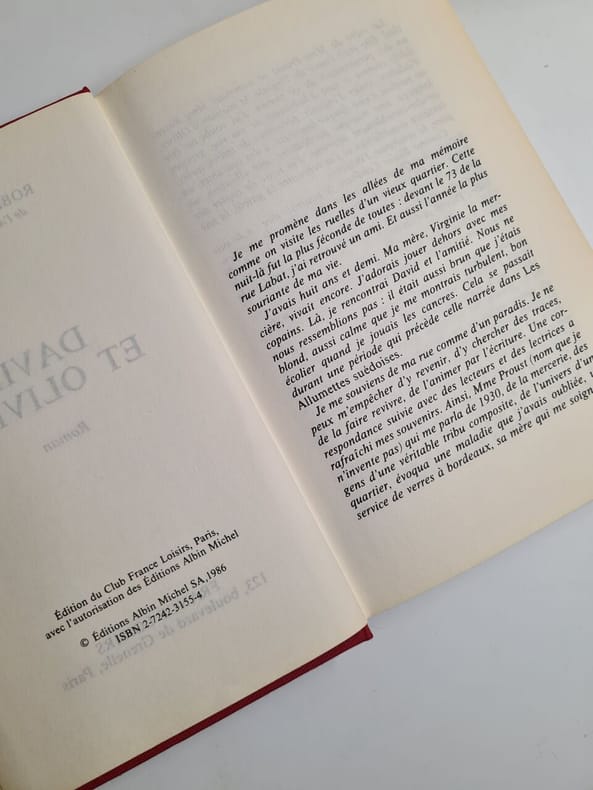 ROB
de l'
DAVI
ET OLIVI
Roman
Édition du Club France Loisirs, Paris,
avec l'autorisation des Éditions Albin Michel
© Éditions Albin Michel SA, 1986
ISBN 2-7242-3155-4
123, boulevard de Grenelle, Paris
Je me promène dans les allées de ma mémoire
comme on visite les ruelles d'un vieux quartier. Cette
nuit-là fut la plus féconde de toutes : devant le 73 de la
rue Labat, j'ai retrouvé un ami. Et aussi l'année la plus
souriante de ma vie.
J'avais huit ans et demi. Ma mère, Virginie la mer-
cière, vivait encore. J'adorais jouer dehors avec mes
copains. Là, je rencontrai David et l'amitié. Nous ne
nous ressemblions pas : il était aussi brun que j'étais
blond, aussi calme que je me montrais turbulent, bon
écolier quand je jouais les cancres. Cela se passait
durant une période qui précède celle narrée dans Les
Allumettes suédoises.
Je me souviens de ma rue comme d'un paradis. Je ne
peux m'empêcher d'y revenir, d'y chercher des traces,
de la faire revivre, de l'animer par l'écriture. Une cor-
respondance suivie avec des lecteurs et des lectrices a
rafraîchi mes souvenirs. Ainsi, Mme Proust (nom que je
n'invente pas) qui me parla de 1930, de la mercerie, des
gens d'une véritable tribu composite, de l'univers d'un
quartier, évoqua une maladie que j'avais oubliée,
service de verres à bordeaux, sa mère qui me soign